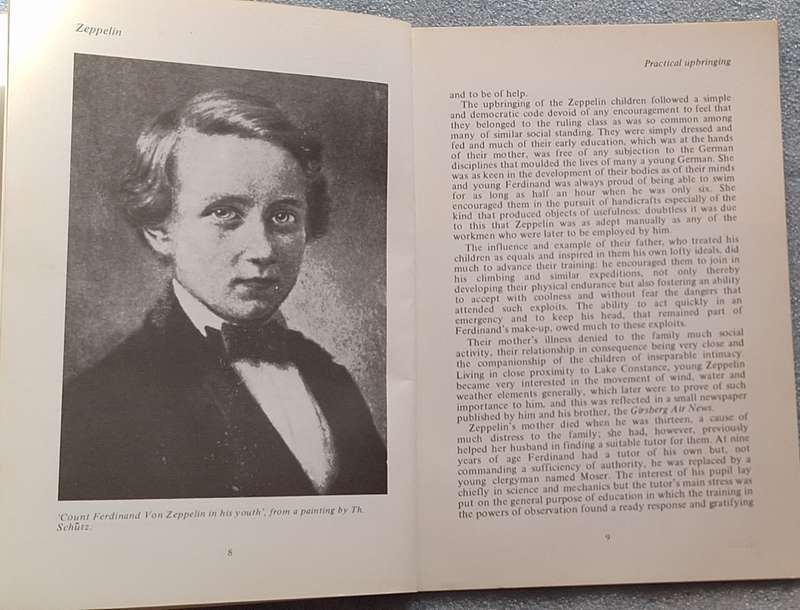 Zeppelin
'Count Ferdinand Von Zeppelin in his youth', from a painting by Th.
Schütz.
8
Practical upbringing
and to be of help.
The upbringing of the Zeppelin children followed a simple
and democratic code devoid of any encouragement to feel that
they belonged to the ruling class as was so common among
many of similar social standing. They were simply dressed and
fed and much of their early education, which was at the hands
of their mother, was free of any subjection to the German
disciplines that moulded the lives of many a young German. She
was as keen in the development of their bodies as of their minds
and young Ferdinand was always proud of being able to swim
for as long as half an hour when he was only six. She
encouraged them in the pursuit of handicrafts especially of the
kind that produced objects of usefulness: doubtless it was due
to this that Zeppelin was as adept manually as any of the
workmen who were later to be employed by him.
The influence and example of their father, who treated his
children as equals and inspired in them his own lofty ideals, did
much to advance their training: he encouraged them to join in
his climbing and similar expeditions, not only thereby
developing their physical endurance but also fostering an ability
to accept with coolness and without fear the dangers that
attended such exploits. The ability to act quickly in an
emergency and to keep his head, that remained part of
Ferdinand's make-up, owed much to these exploits.
Their mother's illness denied to the family much social
activity, their relationship in consequence being very close and
the companionship of the children of inseparable intimacy.
Living in close proximity to Lake Constance, young Zeppelin
became very interested in the movement of wind, water and
weather elements generally, which later were to prove of such
importance to him, and this was reflected in a small newspaper
published by him and his brother, the Girsberg Air News.
Zeppelin's mother died when he was thirteen, a cause of
much distress to the family; she had, however, previously
helped her husband in finding a suitable tutor for them. At nine
years of age Ferdinand had a tutor of his own but, not
commanding a sufficiency of authority, he was replaced by a
young clergyman named Moser. The interest of his pupil lay
chiefly in science and mechanics but the tutor's main stress was
put on the general purpose of education in which the training in
the powers of observation found a ready response and gratifying
9